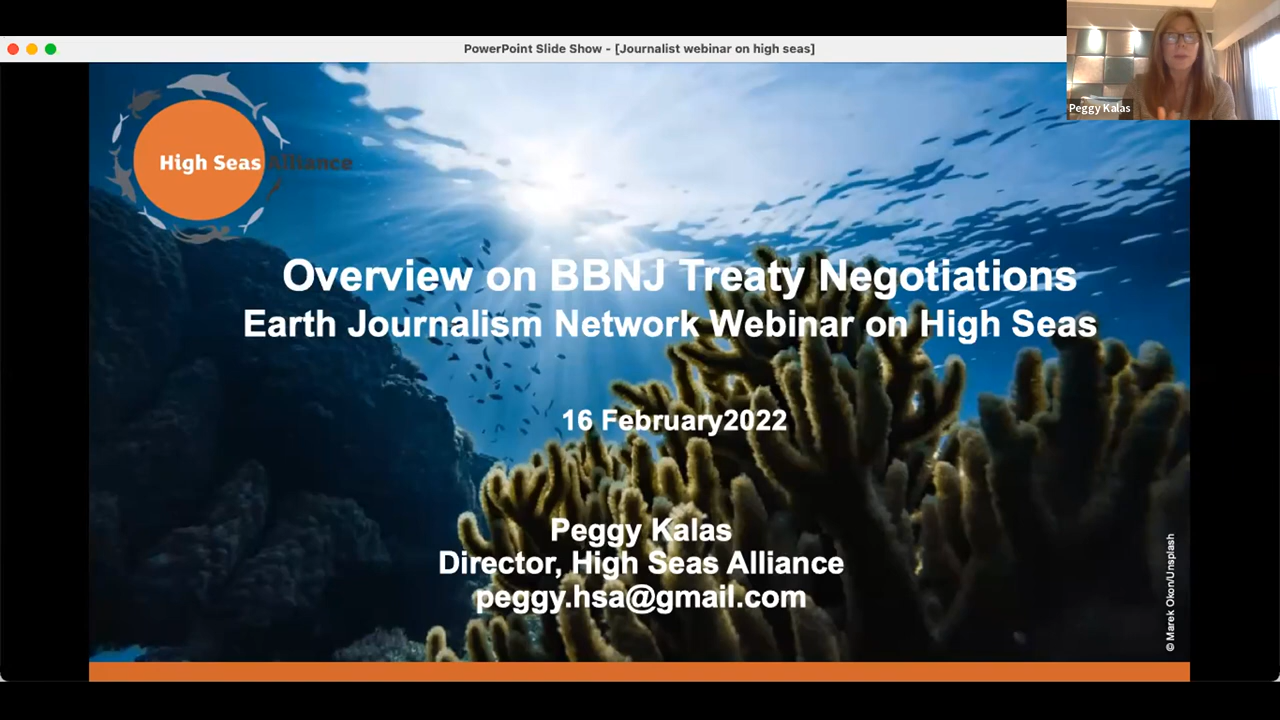 PowerPoint Slide Show - [Journalist webinar on high seas]
Peggy Kalas
High Seas Alliance
Overview on BBNJ Treaty Negotiations
Earth Journalism Network Webinar on High Seas
16 February2022
Peggy Kalas
Director, High Seas Alliance
peggy.hsa@gmail.com
© Marek Okon/Unsplash